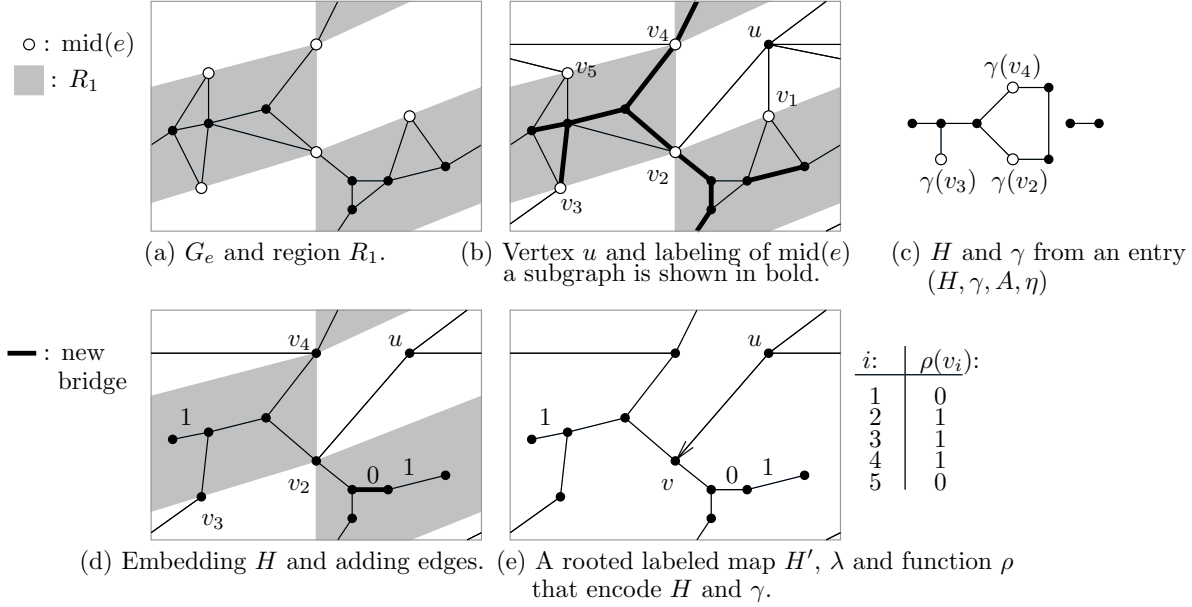 : mid(e)
: R₁
v₃
v₂
v₄
v₅
u
v₁
γ(v₄)
γ(v₃)
γ(v₂)
(a) Gₑ and region R₁.
(b) Vertex u and labeling of mid(e)
a subgraph is shown in bold.
(c) H and γ from an entry
(H, γ, A, η)
: new
bridge
v₄
u
1
v₂
0
1
v₃
u
1
v
0
1
i: ρ(vᵢ):
1 0
2 1
3 1
4 1
5 0
(d) Embedding H and adding edges.
(e) A rooted labeled map H′, λ and function ρ
that encode H and γ.